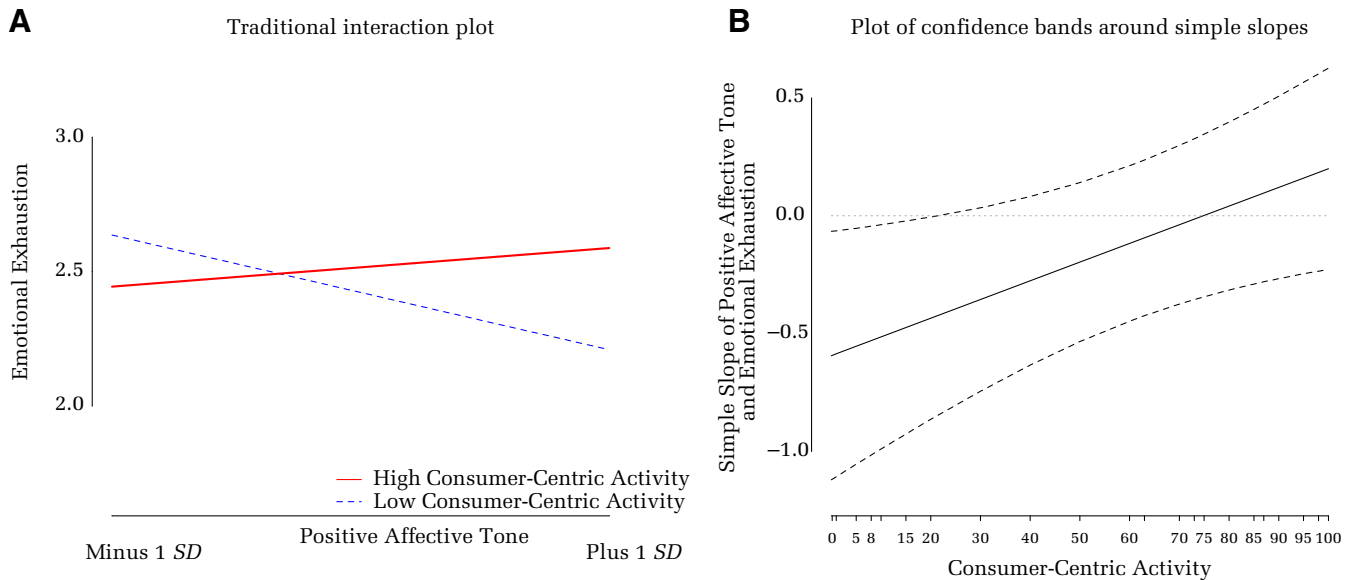 A
Traditional interaction plot
Emotional Exhaustion
3.0
2.5
2.0
High Consumer-Centric Activity
Low Consumer-Centric Activity
Positive Affective Tone
Minus 1 SD
Plus 1 SD
B
Plot of confidence bands around simple slopes
Simple Slope of Positive Affective Tone
and Emotional Exhaustion
0.5
0.0
−0.5
−1.0
0 5 8 10 15 20 30 40 50 60 70 75 80 85 90 95 100
Consumer-Centric Activity